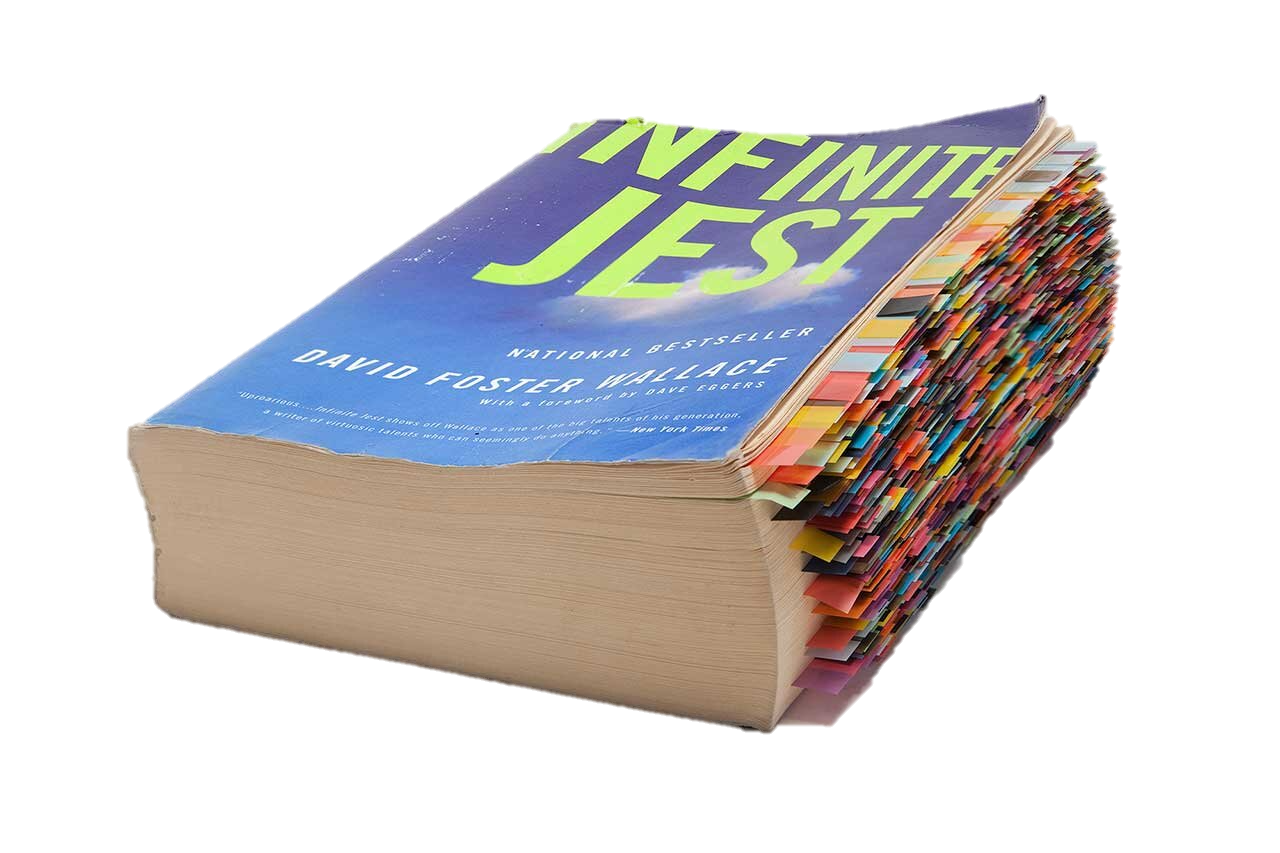 INFINITE
JEST
NATIONAL BESTSELLER
DAVID FOSTER WALLACE
With a foreword by DAVE EGGERS
"Uproarious....Infinite Jest shows off Wallace as one of the big talents of his generation,
a writer of virtuosic talents who can seemingly do anything." —New York Times